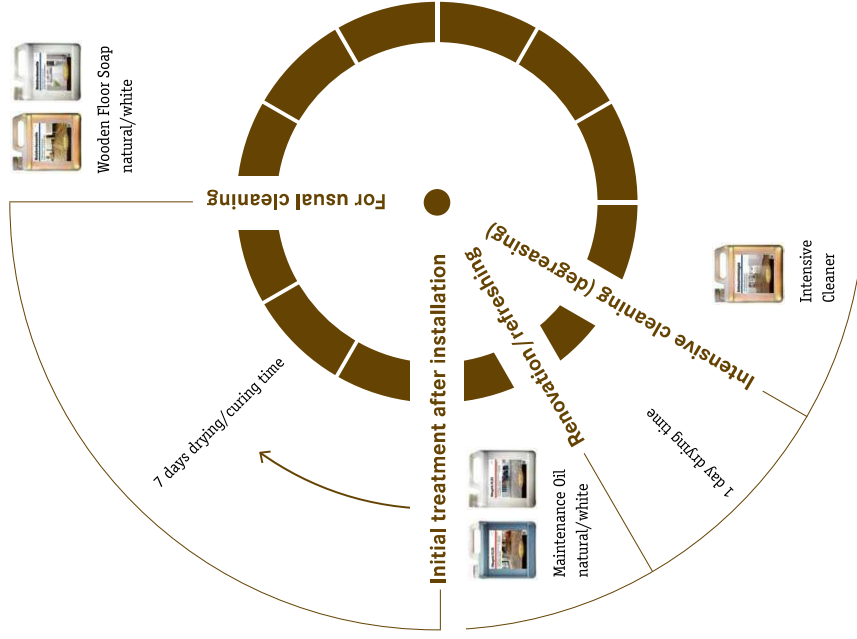 Wooden Floor Soap
natural/white
For usual cleaning
7 days drying/curing time
Initial treatment after installation
Maintenance Oil
natural/white
Renovation/refreshing
1 day drying time
Intensive cleaning (degreasing)
Intensive
Cleaner